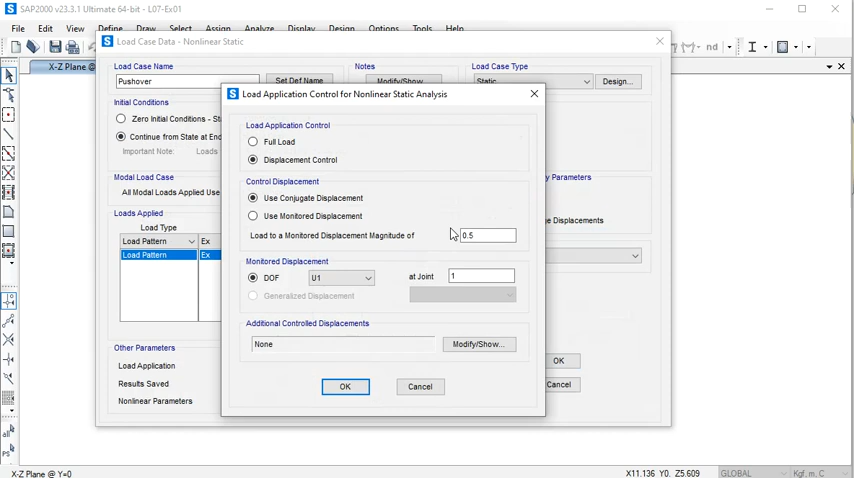 SAP2000 v23.3.1 Ultimate 64-bit - L07-Ex01
File Edit View Define Draw Select Assign Analyze Display Design Options Tools Help
nd
X-Z Plane @
Load Case Data - Nonlinear Static
Load Case Name
Notes
Load Case Type
Pushover
Set Def Name
Modify/Show...
Static
Design...
Initial Conditions
Zero Initial Conditions - St
Continue from State at End
Important Note: Loads
Modal Load Case
All Modal Loads Applied Use
Loads Applied
Load Type
Load Pattern
Ex
Load Pattern
Ex
Other Parameters
Load Application
Results Saved
Nonlinear Parameters
y Parameters
ge Displacements
OK
Cancel
Load Application Control for Nonlinear Static Analysis
Load Application Control
Full Load
Displacement Control
Control Displacement
Use Conjugate Displacement
Use Monitored Displacement
Load to a Monitored Displacement Magnitude of
0.5
Monitored Displacement
DOF
U1
at Joint
1
Generalized Displacement
Additional Controlled Displacements
None
Modify/Show...
OK
Cancel
all
PS
X-Z Plane @ Y=0
X11.136 Y0. Z5.609
GLOBAL
Kgf, m, C